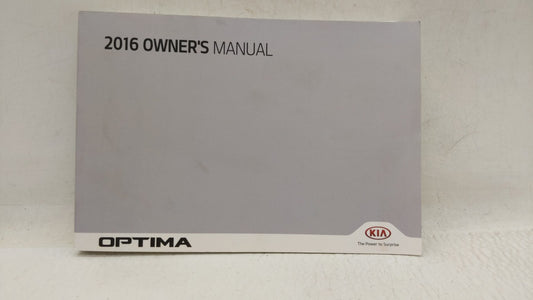 2016 OWNER'S MANUAL
OPTIMA
KIA
The Power to Surprise